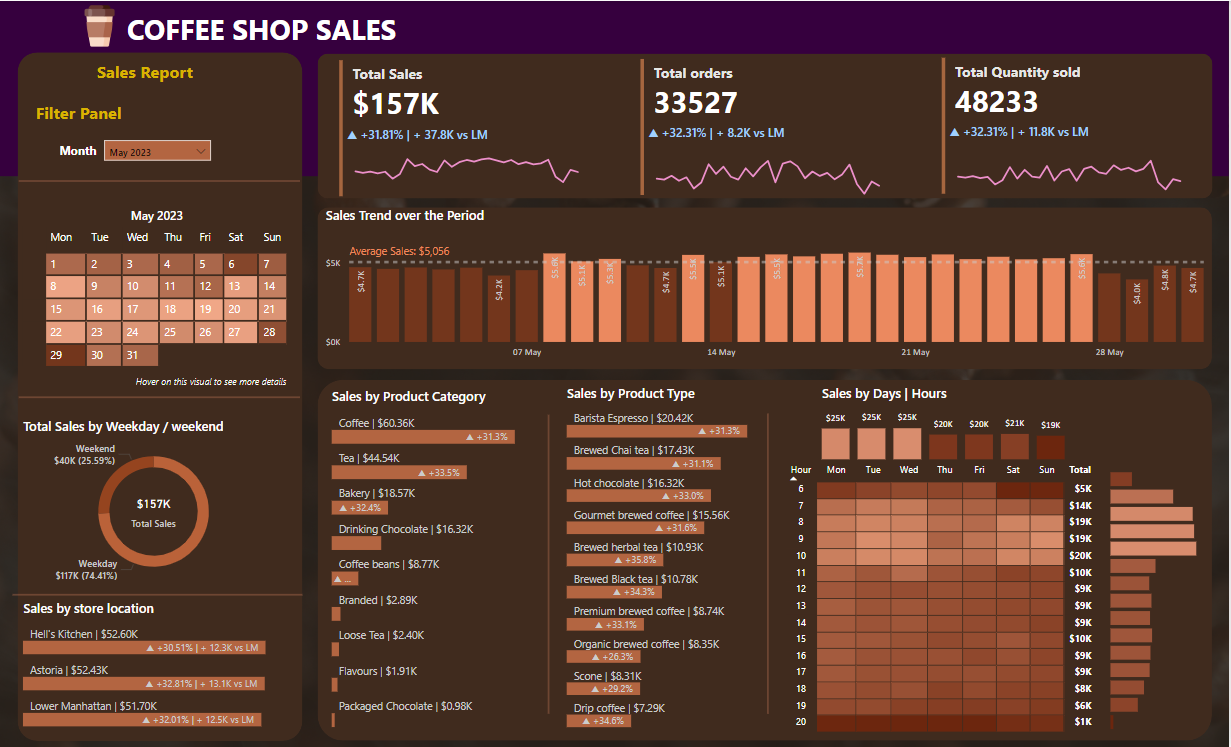 COFFEE SHOP SALES
Sales Report
Filter Panel
Month May 2023
May 2023
Mon Tue Wed Thu Fri Sat Sun
1 2 3 4 5 6 7
8 9 10 11 12 13 14
15 16 17 18 19 20 21
22 23 24 25 26 27 28
29 30 31
Hover on this visual to see more details
Total Sales by Weekday / weekend
Weekend
$40K (25.59%)
$157K
Total Sales
Weekday
$117K (74.41%)
Sales by store location
Hell's Kitchen | $52.60K
▲ +30.51% | + 12.3K vs LM
Astoria | $52.43K
▲ +32.81% | + 13.1K vs LM
Lower Manhattan | $51.70K
▲ +32.01% | + 12.5K vs LM
Total Sales
$157K
▲ +31.81% | + 37.8K vs LM
Total orders
33527
▲ +32.31% | + 8.2K vs LM
Total Quantity sold
48233
▲ +32.31% | + 11.8K vs LM
Sales Trend over the Period
Average Sales: $5,056
$5K
$0K
$4.7K $4.2K $5.1K $5.3K $4.7K $5.5K $5.1K $4.0K $4.8K $4.7K
07 May 14 May 21 May 28 May
Sales by Product Category
Coffee | $60.36K
▲ +31.3%
Tea | $44.54K
▲ +33.5%
Bakery | $18.57K
▲ +32.4%
Drinking Chocolate | $16.32K
Coffee beans | $8.77K
▲ ...
Branded | $2.89K
Loose Tea | $2.40K
Flavours | $1.91K
Packaged Chocolate | $0.98K
Sales by Product Type
Barista Espresso | $20.42K
▲ +31.3%
Brewed Chai tea | $17.43K
▲ +31.1%
Hot chocolate | $16.32K
▲ +33.0%
Gourmet brewed coffee | $15.56K
▲ +31.6%
Brewed herbal tea | $10.93K
▲ +35.8%
Brewed Black tea | $10.78K
▲ +34.3%
Premium brewed coffee | $8.74K
▲ +33.1%
Organic brewed coffee | $8.35K
▲ +26.3%
Scone | $8.31K
▲ +29.2%
Drip coffee | $7.29K
▲ +34.6%
Sales by Days | Hours
$25K $25K $25K $20K $20K $21K $19K
Hour Mon Tue Wed Thu Fri Sat Sun Total
6 $5K
7 $14K
8 $19K
9 $19K
10 $20K
11 $10K
12 $9K
13 $9K
14 $9K
15 $10K
16 $9K
17 $9K
18 $8K
19 $6K
20 $1K